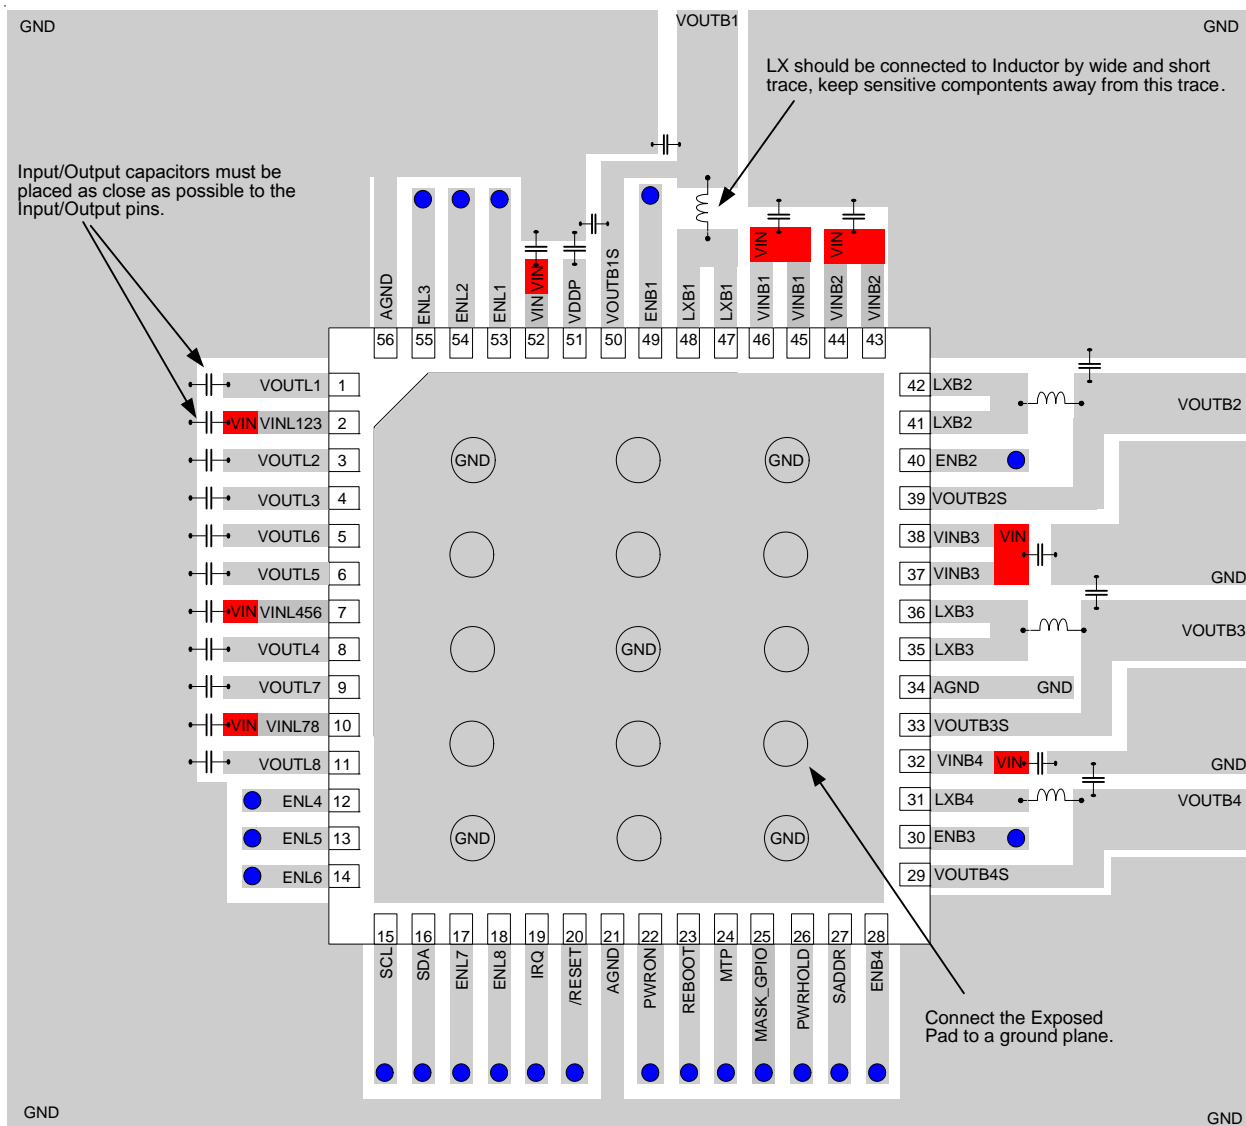 GND
VOUTB1
GND
LX should be connected to Inductor by wide and short
trace, keep sensitive compontents away from this trace.
Input/Output capacitors must be
placed as close as possible to the
Input/Output pins.
AGND
ENL3
ENL2
ENL1
VIN VIN
VDDP
VOUTB1S
ENB1
LXB1
LXB1
VIN
VINB1
VINB1
VIN
VINB2
VINB2
56
55
54
53
52
51
50
49
48
47
46
45
44
43
VOUTL1 1
VIN VINL123 2
VOUTL2 3
VOUTL3 4
VOUTL6 5
VOUTL5 6
VIN VINL456 7
VOUTL4 8
VOUTL7 9
VIN VINL78 10
VOUTL8 11
ENL4 12
ENL5 13
ENL6 14
GND
GND
GND
GND
GND
42 LXB2
VOUTB2
41 LXB2
40 ENB2
39 VOUTB2S
38 VINB3 VIN
37 VINB3
GND
36 LXB3
VOUTB3
35 LXB3
34 AGND GND
33 VOUTB3S
32 VINB4 VIN
GND
31 LXB4
VOUTB4
30 ENB3
29 VOUTB4S
15
16
17
18
19
20
21
22
23
24
25
26
27
28
SCL
SDA
ENL7
ENL8
IRQ
/RESET
AGND
PWRON
REBOOT
MTP
MASK_GPIO
PWRHOLD
SADDR
ENB4
Connect the Exposed
Pad to a ground plane.
GND
GND